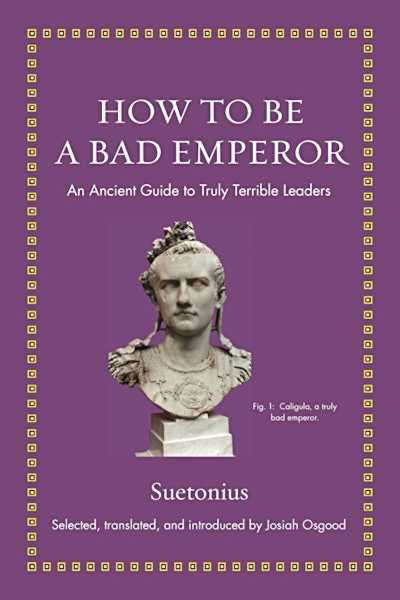 HOW TO BE
A BAD EMPEROR
An Ancient Guide to Truly Terrible Leaders
Fig. 1: Caligula, a truly
bad emperor.
Suetonius
Selected, translated, and introduced by Josiah Osgood